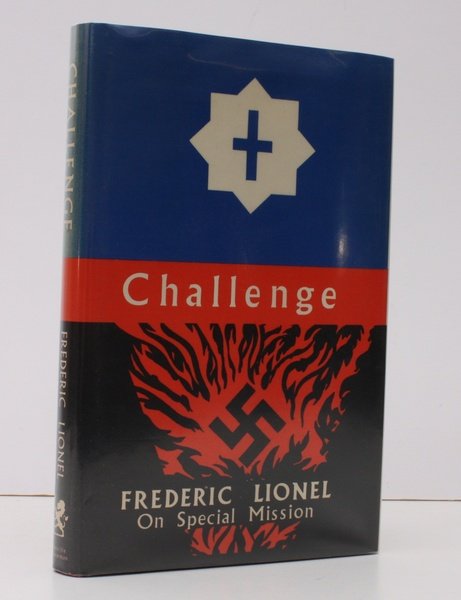 Challenge
FREDERIC LIONEL
On Special Mission
CHALLENGE
FREDERIC LIONEL